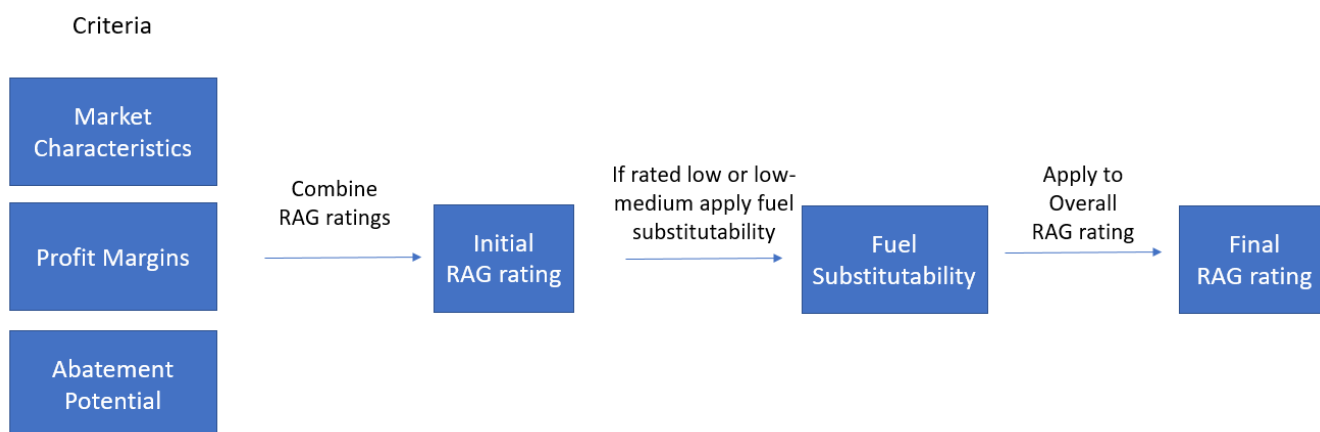 Criteria
Market
Characteristics
Profit Margins
Abatement
Potential
Combine
RAG ratings
Initial
RAG rating
If rated low or low-
medium apply fuel
substitutability
Fuel
Substitutability
Apply to
Overall
RAG rating
Final
RAG rating